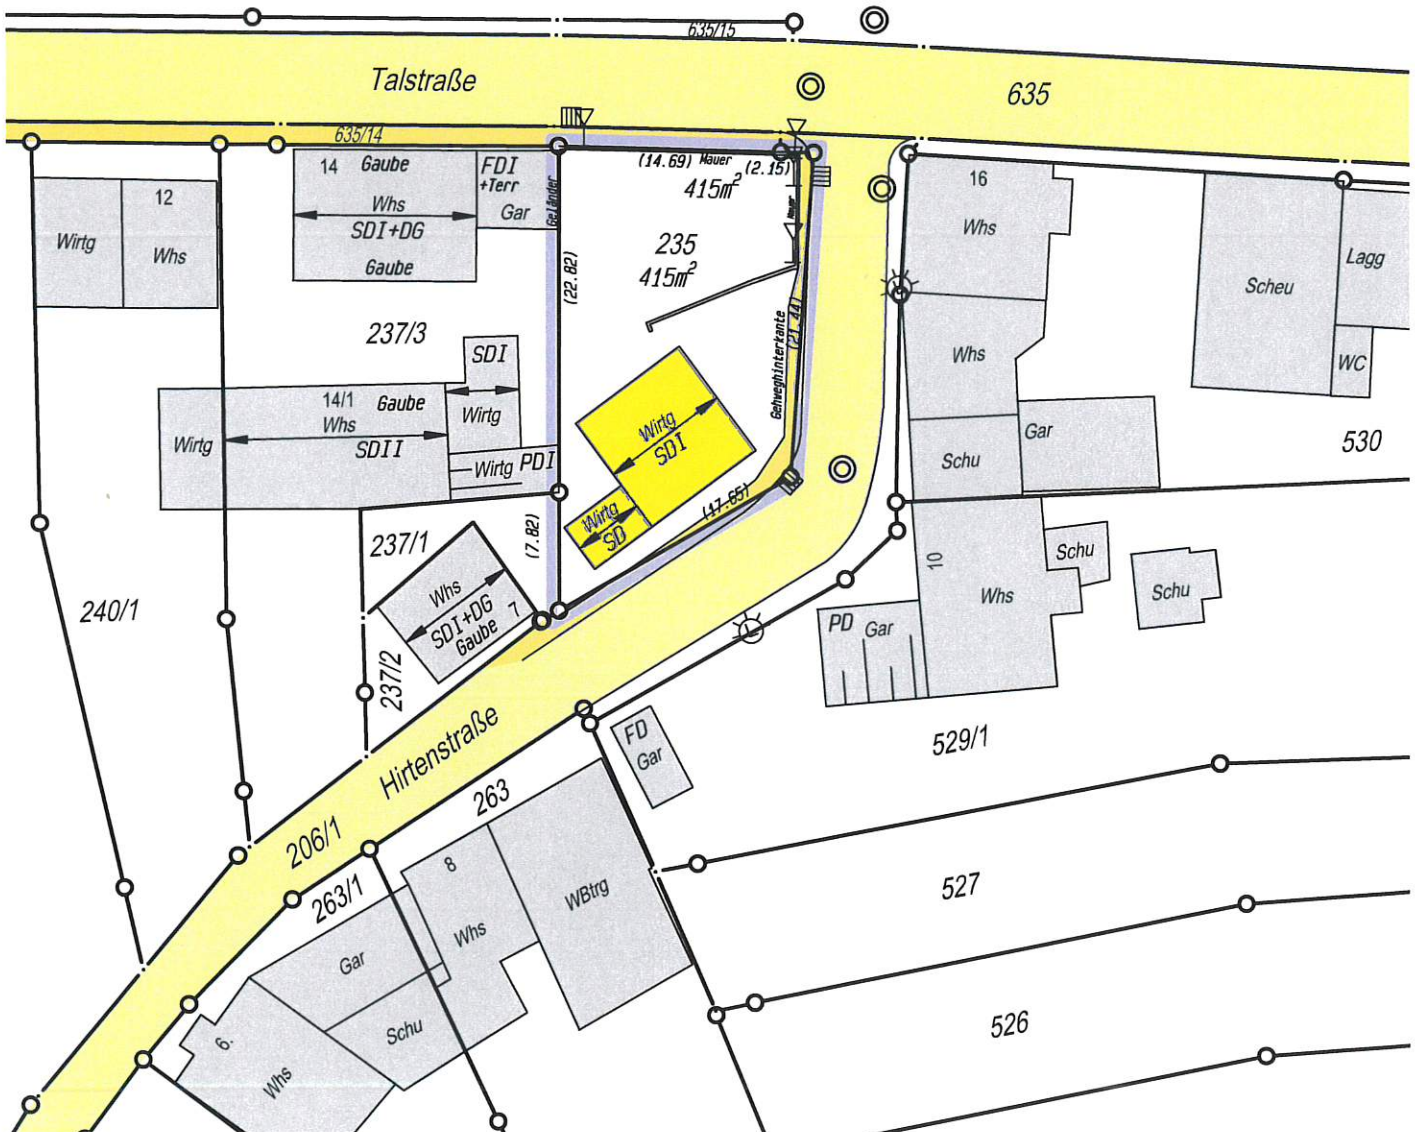 635/15
Talstraße
635
635/14
14
Gaube
Whs
SDI+DG
Gaube
FDI
+Terr
Gar
Geländer
(14.69) Mauer
(2.15)
415m²
Mauer
235
415m²
(22.82)
12
Wirtg
Whs
16
Whs
Scheu
Lagg
WC
237/3
SDI
Wirtg
14/1
Gaube
Whs
SDII
Wirtg
Wirtg PDI
Gehweghinterkante
(21.44)
Wirtg
SDI
Wirtg
SD
(17.65)
(7.82)
Whs
Gar
Schu
530
237/1
Whs
SDI+DG
Gaube
7
237/2
240/1
10
Whs
Schu
Schu
PD
Gar
Hirtenstraße
206/1
FD
Gar
529/1
263
263/1
8
Whs
WBtrg
Gar
Schu
6.
Whs
527
526